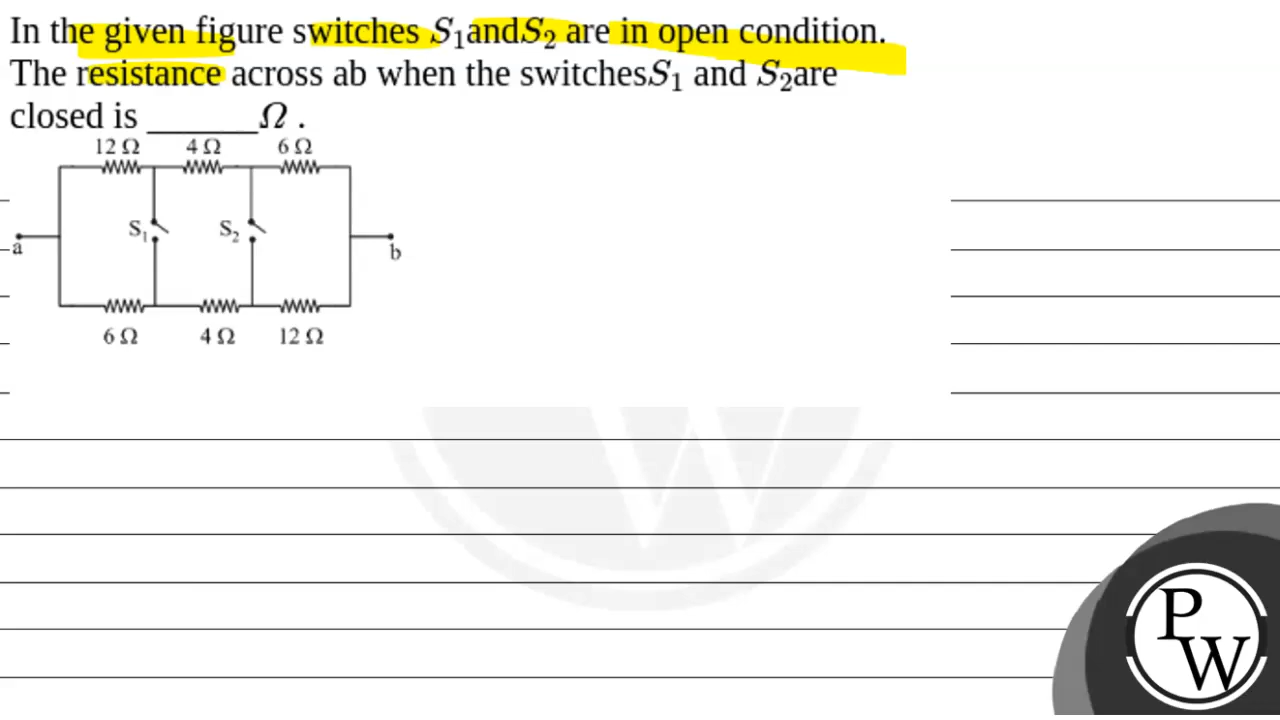 In the given figure switches S₁andS₂ are in open condition.
The resistance across ab when the switchesS₁ and S₂are
closed is ______Ω .
12 Ω 4 Ω 6 Ω
S₁ S₂
a b
6 Ω 4 Ω 12 Ω
W
P
W